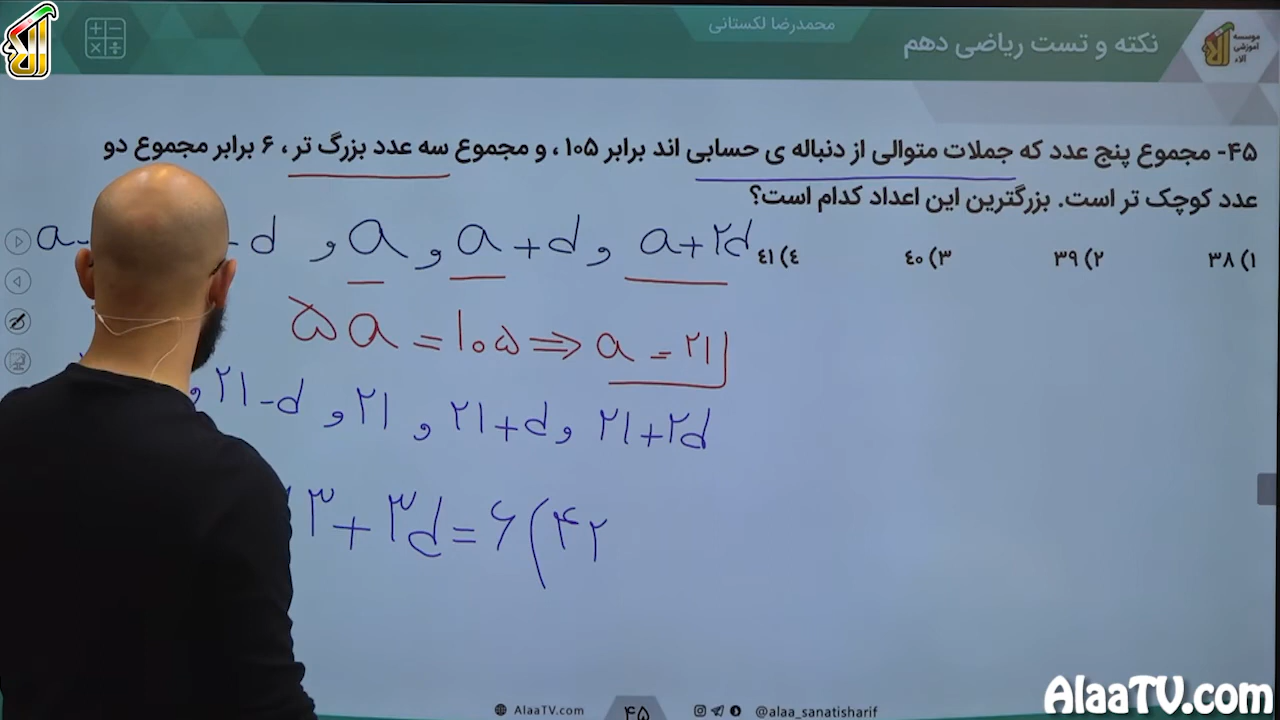 محمدرضا لکستانی
نکته و تست ریاضی دهم
موسسه آموزشی آلاء
۴۵- مجموع پنج عدد که جملات متوالی از دنباله ی حسابی اند برابر ۱۰۵ ، و مجموع سه عدد بزرگ تر ، ۶ برابر مجموع دو
عدد کوچک تر است. بزرگترین این اعداد کدام است؟
۱) ۳۸ ۲) ۳۹ ۳) ۴۰ ۴) ۴۱
a- -d , a , a + d , a+۲d
۵a = ۱۰۵ ⇒ a = ۲۱
, ۲۱-d , ۲۱ , ۲۱+d , ۲۱+۲d
۳ + ۳d = ۶(۴۲
AlaaTV.com ۴۵ @alaa_sanatisharif
AlaaTV.com